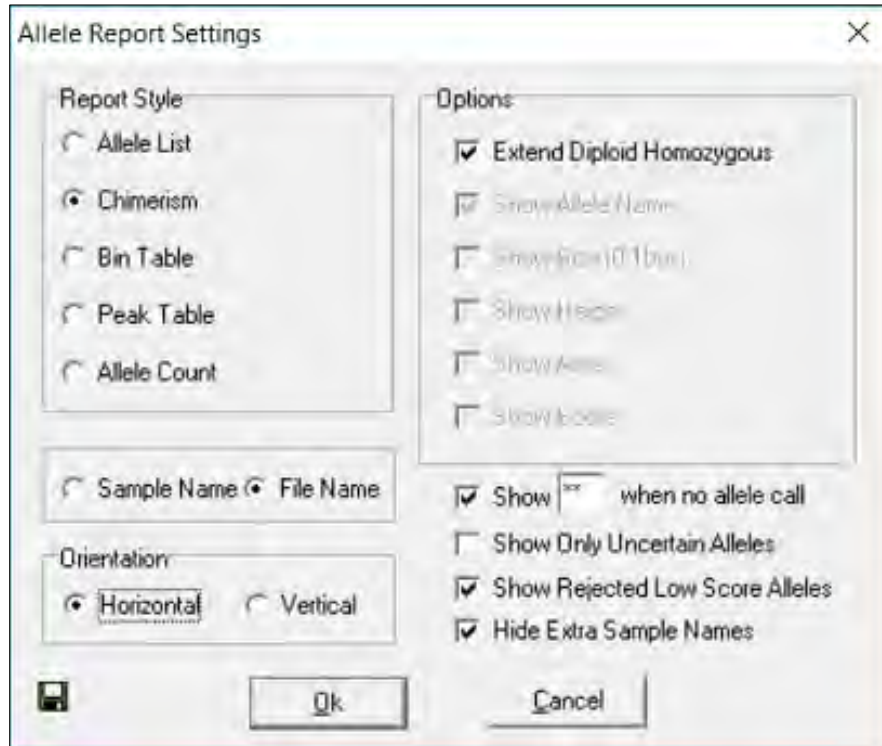 Allele Report Settings
Report Style
Allele List
Chimerism
Bin Table
Peak Table
Allele Count
Sample Name
File Name
Orientation
Horizontal
Vertical
Options
Extend Diploid Homozygous
Show Allele Name
Show
Show
Show
Show
Show ** when no allele call
Show Only Uncertain Alleles
Show Rejected Low Score Alleles
Hide Extra Sample Names
Ok
Cancel